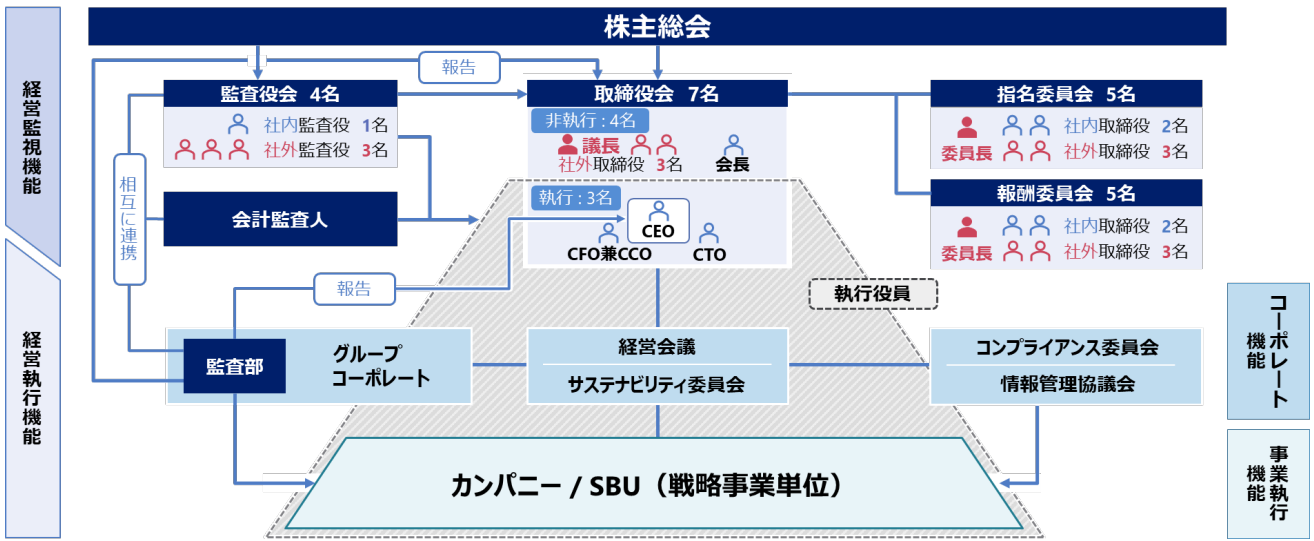 株主総会
経営監視機能
報告
監査役会 4名
社内監査役 1名
社外監査役 3名
取締役会 7名
非執行:4名
議長
社外取締役 3名
会長
指名委員会 5名
社内取締役 2名
委員長
社外取締役 3名
相互に連携
会計監査人
執行:3名
CEO
CFO兼CCO
CTO
報酬委員会 5名
社内取締役 2名
委員長
社外取締役 3名
経営執行機能
報告
執行役員
監査部
グループ
コーポレート
経営会議
サステナビリティ委員会
コンプライアンス委員会
情報管理協議会
コーポレート
機能
カンパニー / SBU(戦略事業単位)
事業執行
機能